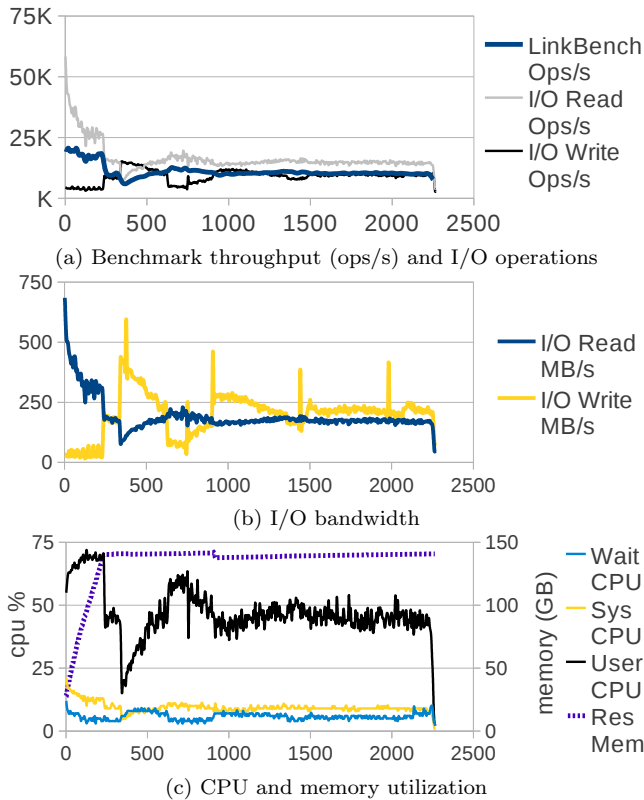 75K
50K
25K
K
0
500
1000
1500
2000
2500
LinkBench
Ops/s
I/O Read
Ops/s
I/O Write
Ops/s
(a) Benchmark throughput (ops/s) and I/O operations
750
500
250
0
0
500
1000
1500
2000
2500
I/O Read
MB/s
I/O Write
MB/s
(b) I/O bandwidth
cpu %
75
50
25
0
0
500
1000
1500
2000
2500
150
100
50
0
memory (GB)
Wait
CPU
Sys
CPU
User
CPU
Res
Mem
(c) CPU and memory utilization